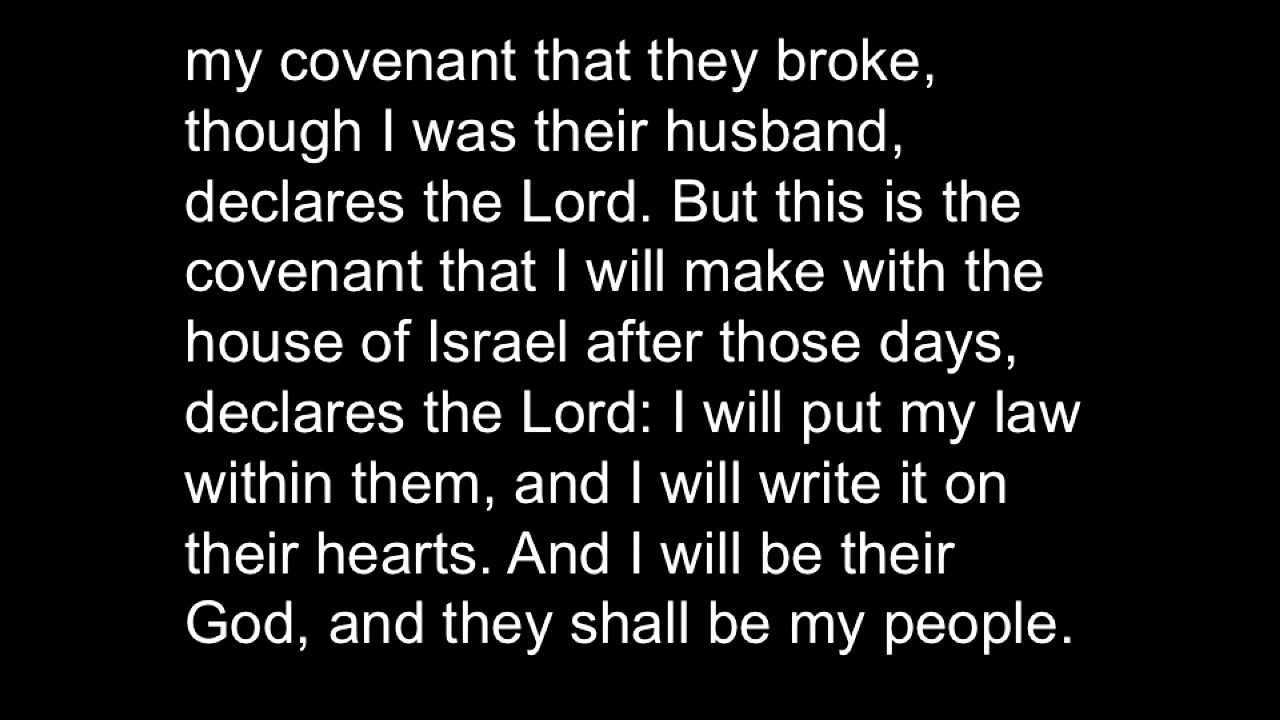 my covenant that they broke,
though I was their husband,
declares the Lord. But this is the
covenant that I will make with the
house of Israel after those days,
declares the Lord: I will put my law
within them, and I will write it on
their hearts. And I will be their
God, and they shall be my people.